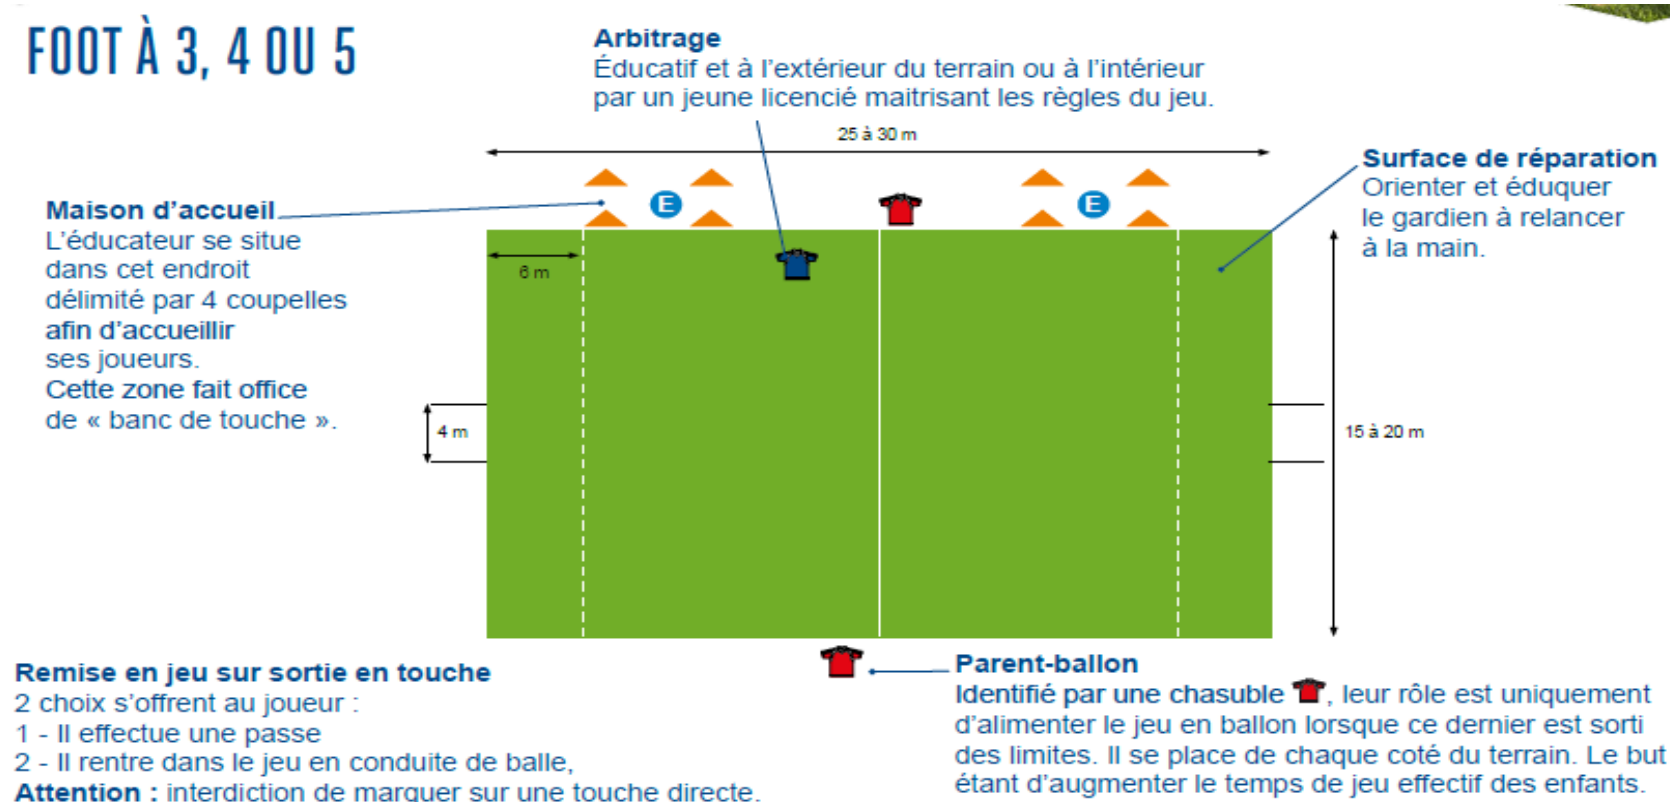 FOOT À 3, 4 OU 5
Arbitrage
Éducatif et à l'extérieur du terrain ou à l'intérieur
par un jeune licencié maitrisant les règles du jeu.
25 à 30 m
Surface de réparation
Orienter et éduquer
le gardien à relancer
à la main.
Maison d'accueil
L'éducateur se situe
dans cet endroit
délimité par 4 coupelles
afin d'accueillir
ses joueurs.
Cette zone fait office
de « banc de touche ».
E
E
6 m
4 m
15 à 20 m
Remise en jeu sur sortie en touche
2 choix s'offrent au joueur :
1 - Il effectue une passe
2 - Il rentre dans le jeu en conduite de balle,
Attention : interdiction de marquer sur une touche directe.
Parent-ballon
Identifié par une chasuble , leur rôle est uniquement
d'alimenter le jeu en ballon lorsque ce dernier est sorti
des limites. Il se place de chaque coté du terrain. Le but
étant d'augmenter le temps de jeu effectif des enfants.